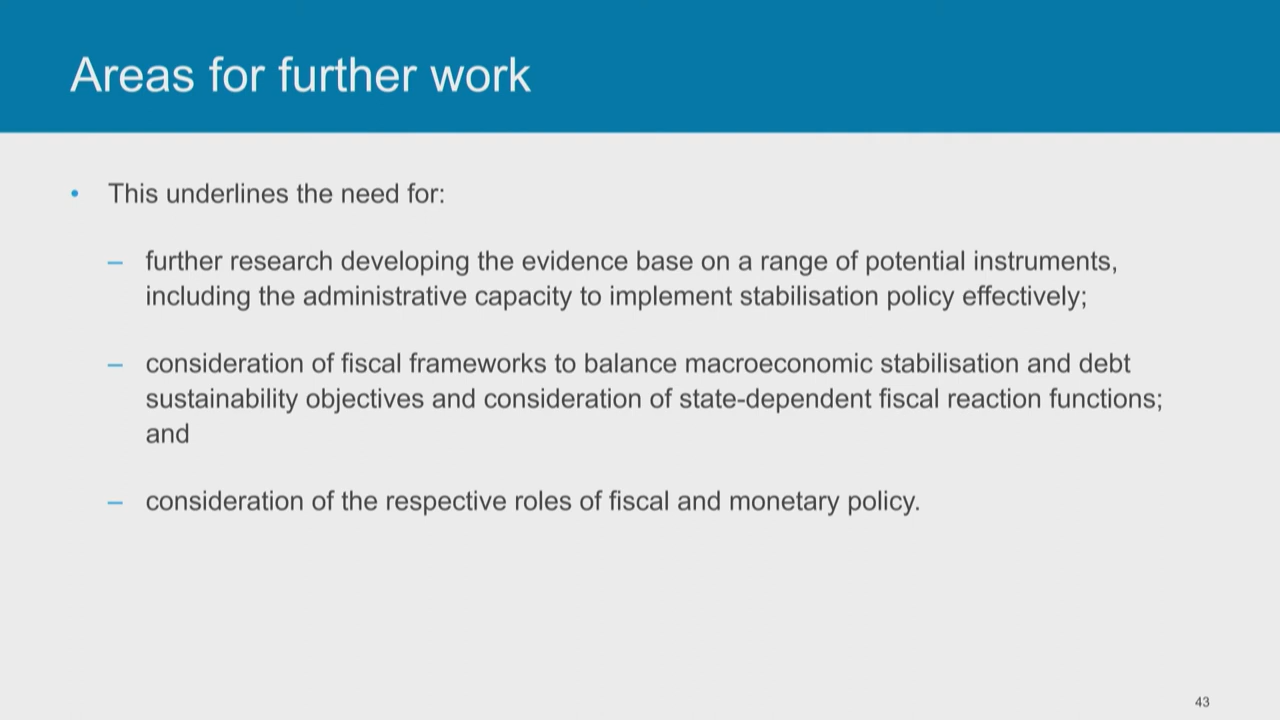 Areas for further work
• This underlines the need for:
– further research developing the evidence base on a range of potential instruments,
including the administrative capacity to implement stabilisation policy effectively;
– consideration of fiscal frameworks to balance macroeconomic stabilisation and debt
sustainability objectives and consideration of state-dependent fiscal reaction functions;
and
– consideration of the respective roles of fiscal and monetary policy.
43